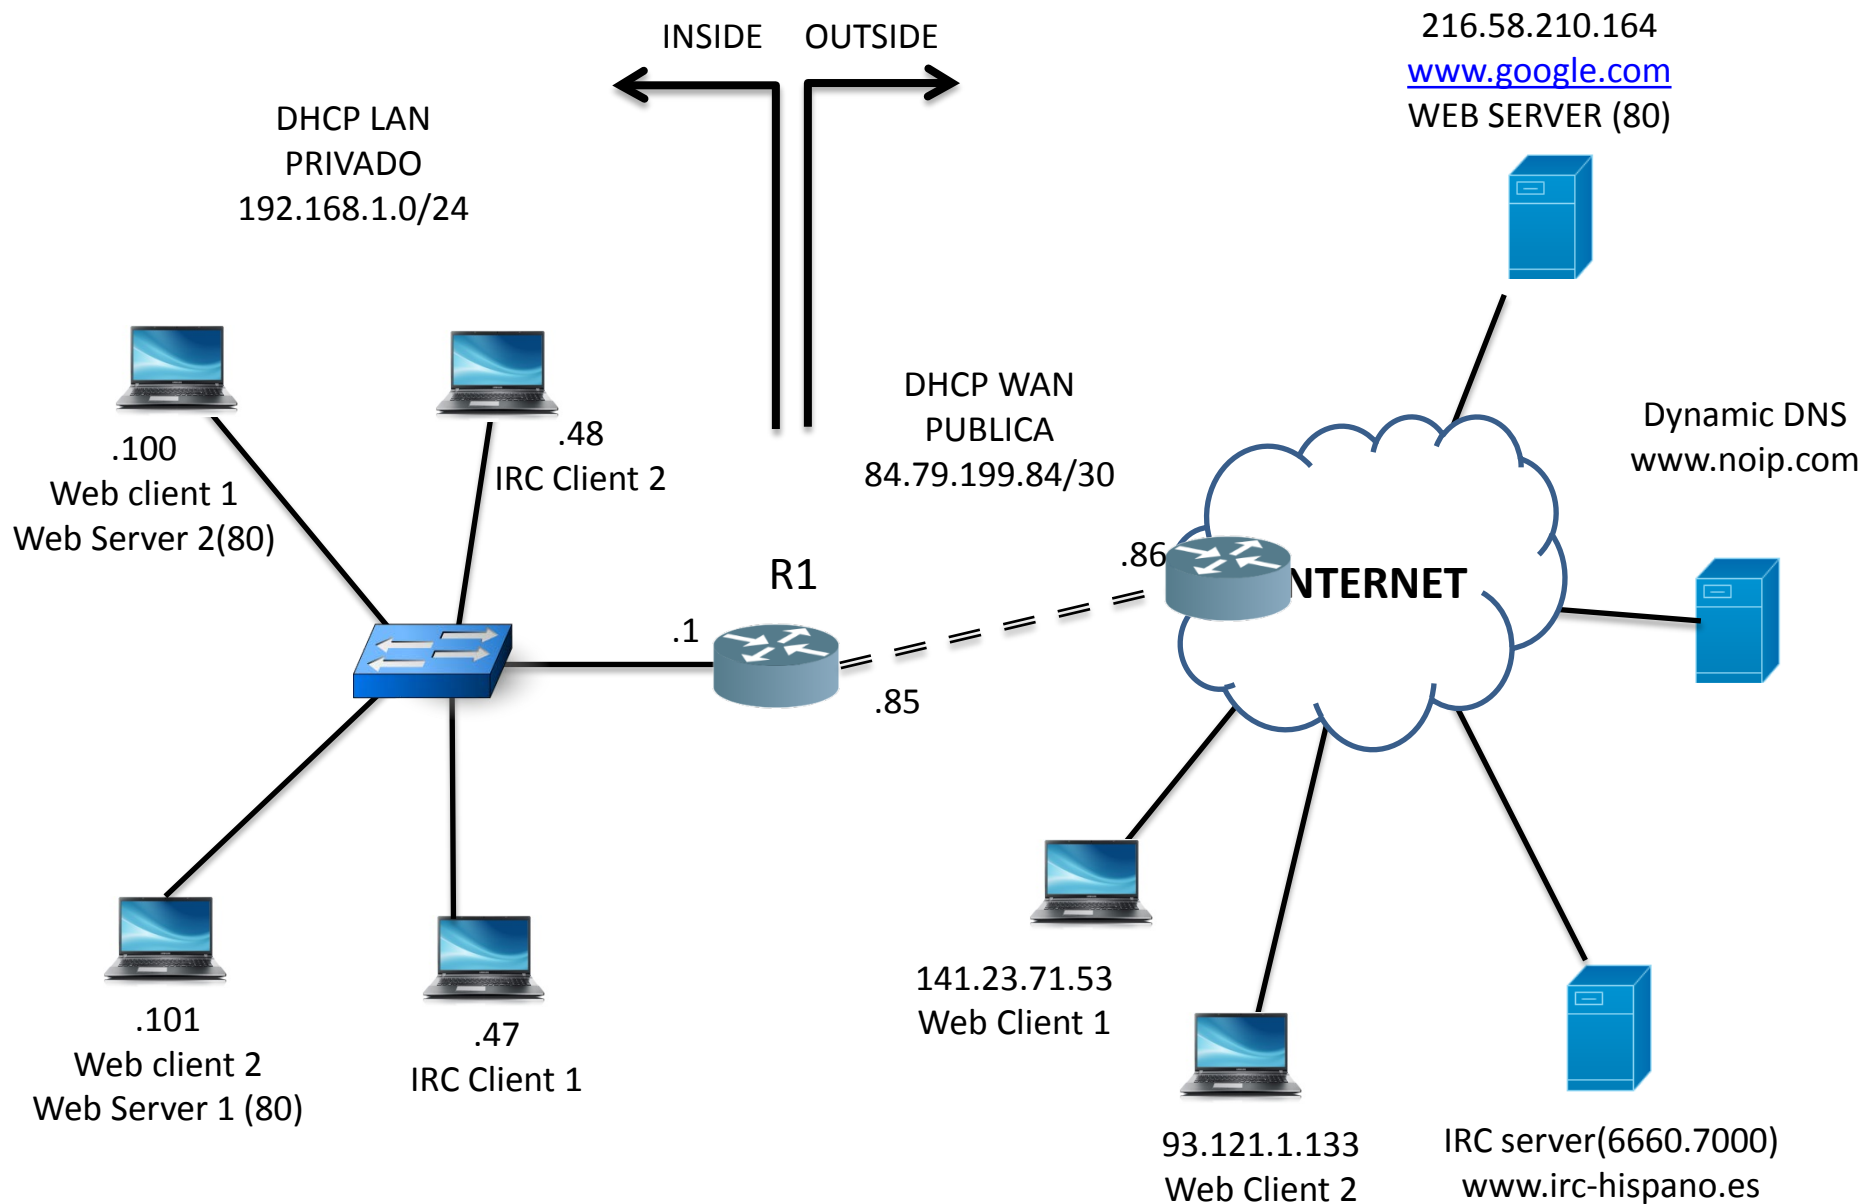 INSIDE OUTSIDE
216.58.210.164
www.google.com
WEB SERVER (80)
DHCP LAN
PRIVADO
192.168.1.0/24
DHCP WAN
PUBLICA
84.79.199.84/30
Dynamic DNS
www.noip.com
.100
Web client 1
Web Server 2(80)
.48
IRC Client 2
R1
.1
.85
.86
NTERNET
.101
Web client 2
Web Server 1 (80)
.47
IRC Client 1
141.23.71.53
Web Client 1
93.121.1.133
Web Client 2
IRC server(6660.7000)
www.irc-hispano.es